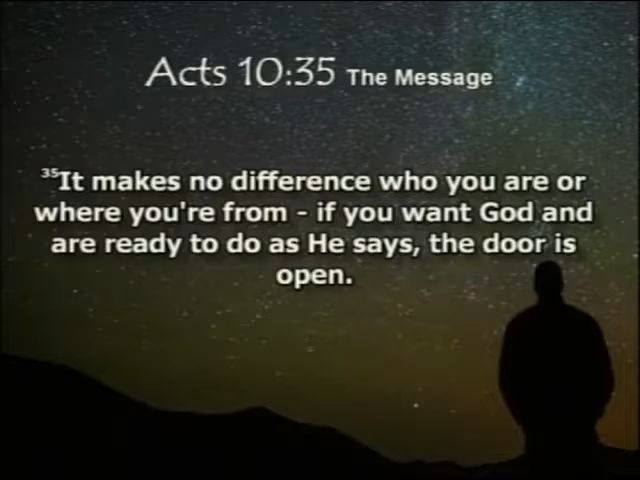 Acts 10:35 The Message
35It makes no difference who you are or
where you're from - if you want God and
are ready to do as He says, the door is
open.